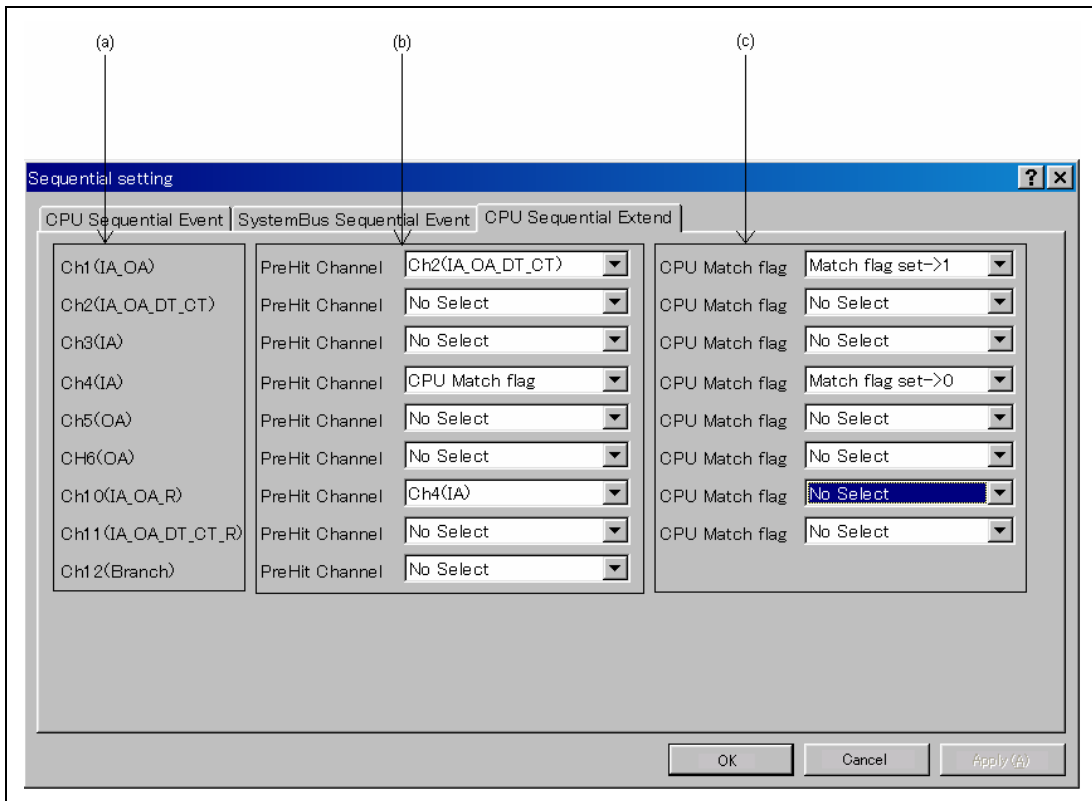 (a) (b) (c)
Sequential setting
CPU Sequential Event SystemBus Sequential Event CPU Sequential Extend
Ch1(IA_OA) PreHit Channel Ch2(IA_OA_DT_CT) CPU Match flag Match flag set->1
Ch2(IA_OA_DT_CT) PreHit Channel No Select CPU Match flag No Select
Ch3(IA) PreHit Channel No Select CPU Match flag No Select
Ch4(IA) PreHit Channel CPU Match flag CPU Match flag Match flag set->0
Ch5(OA) PreHit Channel No Select CPU Match flag No Select
CH6(OA) PreHit Channel No Select CPU Match flag No Select
Ch10(IA_OA_R) PreHit Channel Ch4(IA) CPU Match flag No Select
Ch11(IA_OA_DT_CT_R) PreHit Channel No Select CPU Match flag No Select
Ch12(Branch) PreHit Channel No Select
OK Cancel Apply(A)